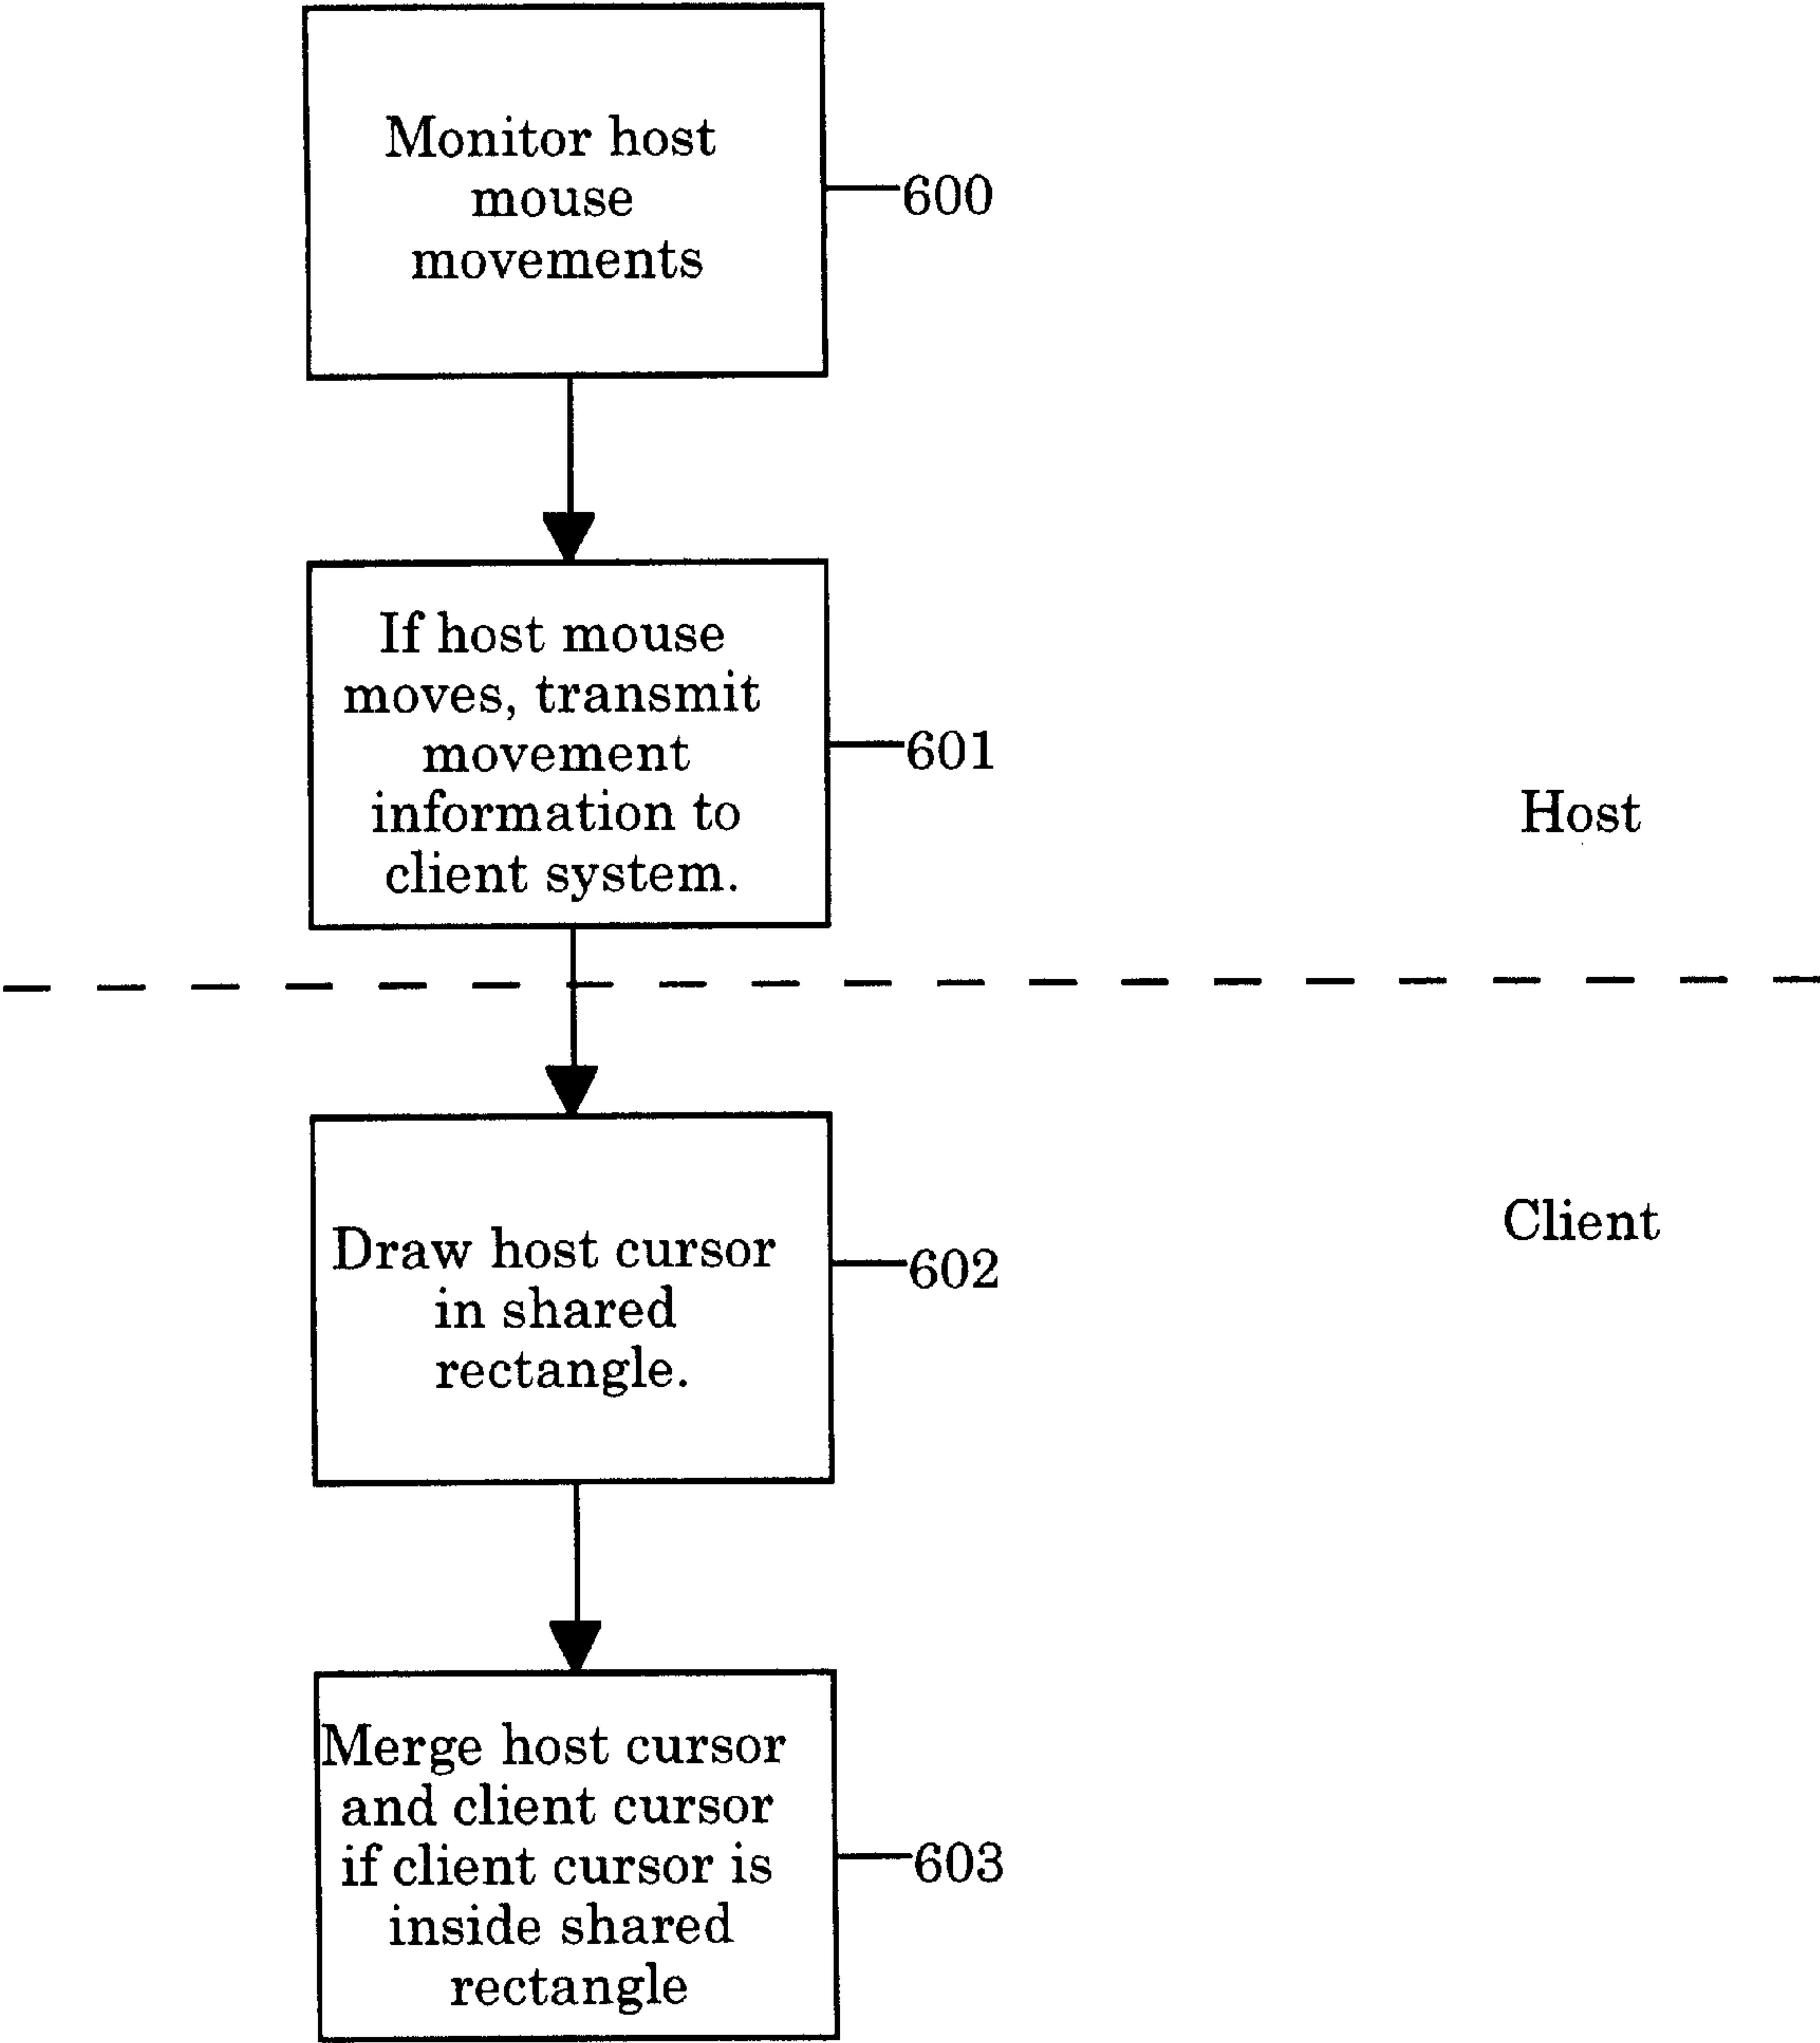 Monitor host
mouse
movements
600
If host mouse
moves, transmit
movement
information to
client system.
601
Host
Client
Draw host cursor
in shared
rectangle.
602
Merge host cursor
and client cursor
if client cursor is
inside shared
rectangle
603